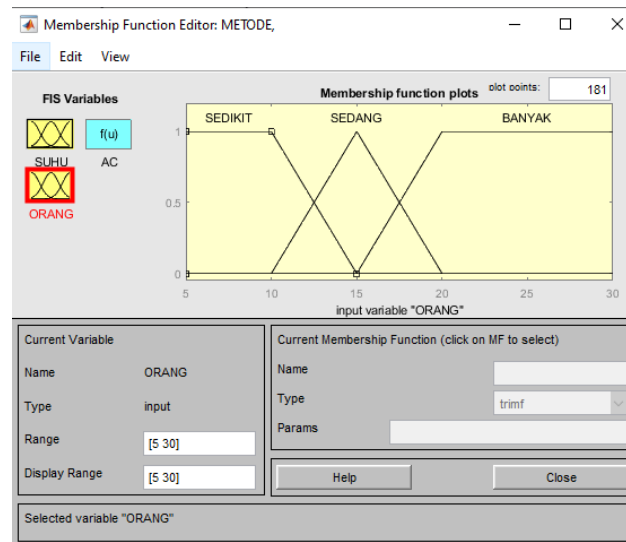 Membership Function Editor: METODE,
File Edit View
FIS Variables
Membership function plots plot points: 181
f(u)
SUHU AC
ORANG
SEDIKIT SEDANG BANYAK
1
0.5
0
5 10 15 20 25 30
input variable "ORANG"
Current Variable
Name ORANG
Type input
Range [5 30]
Display Range [5 30]
Current Membership Function (click on MF to select)
Name
Type trimf
Params
Help Close
Selected variable "ORANG"